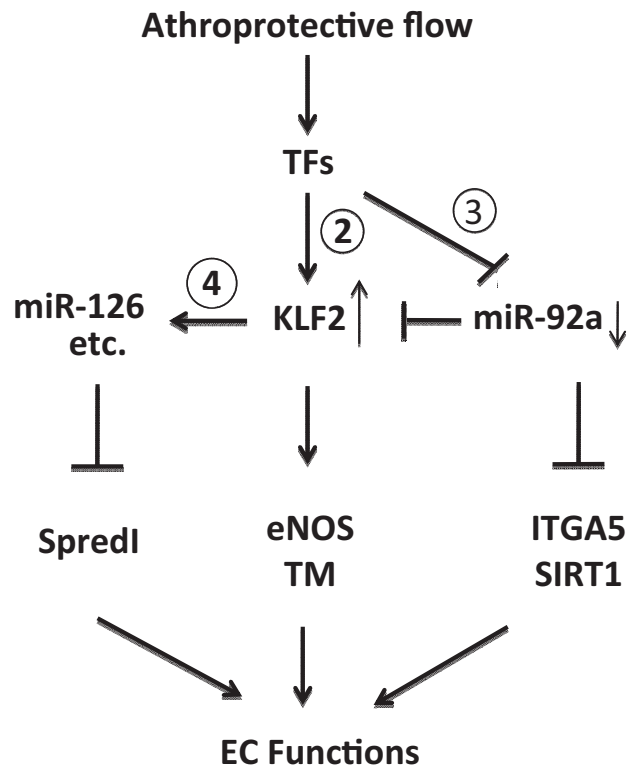 Athroprotective flow
TFs
2
3
4
miR-126
etc.
KLF2
miR-92a
SpredI
eNOS
TM
ITGA5
SIRT1
EC Functions